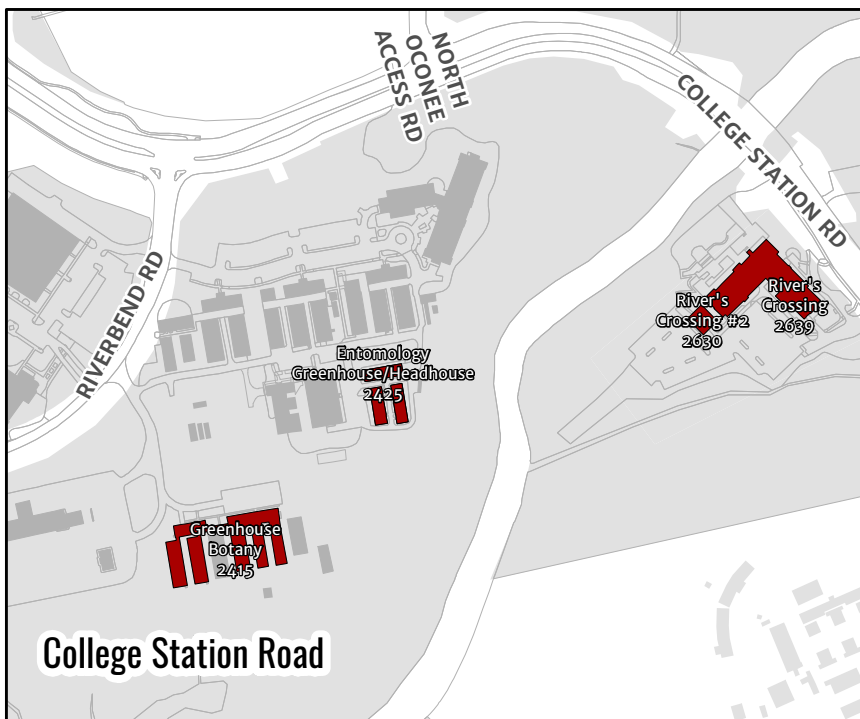 NORTH
OCONEE
ACCESS RD
COLLEGE STATION RD
RIVERBEND RD
River's
Crossing
2639
River's
Crossing #2
2630
Entomology
Greenhouse/Headhouse
2425
Greenhouse
Botany
2415
College Station Road